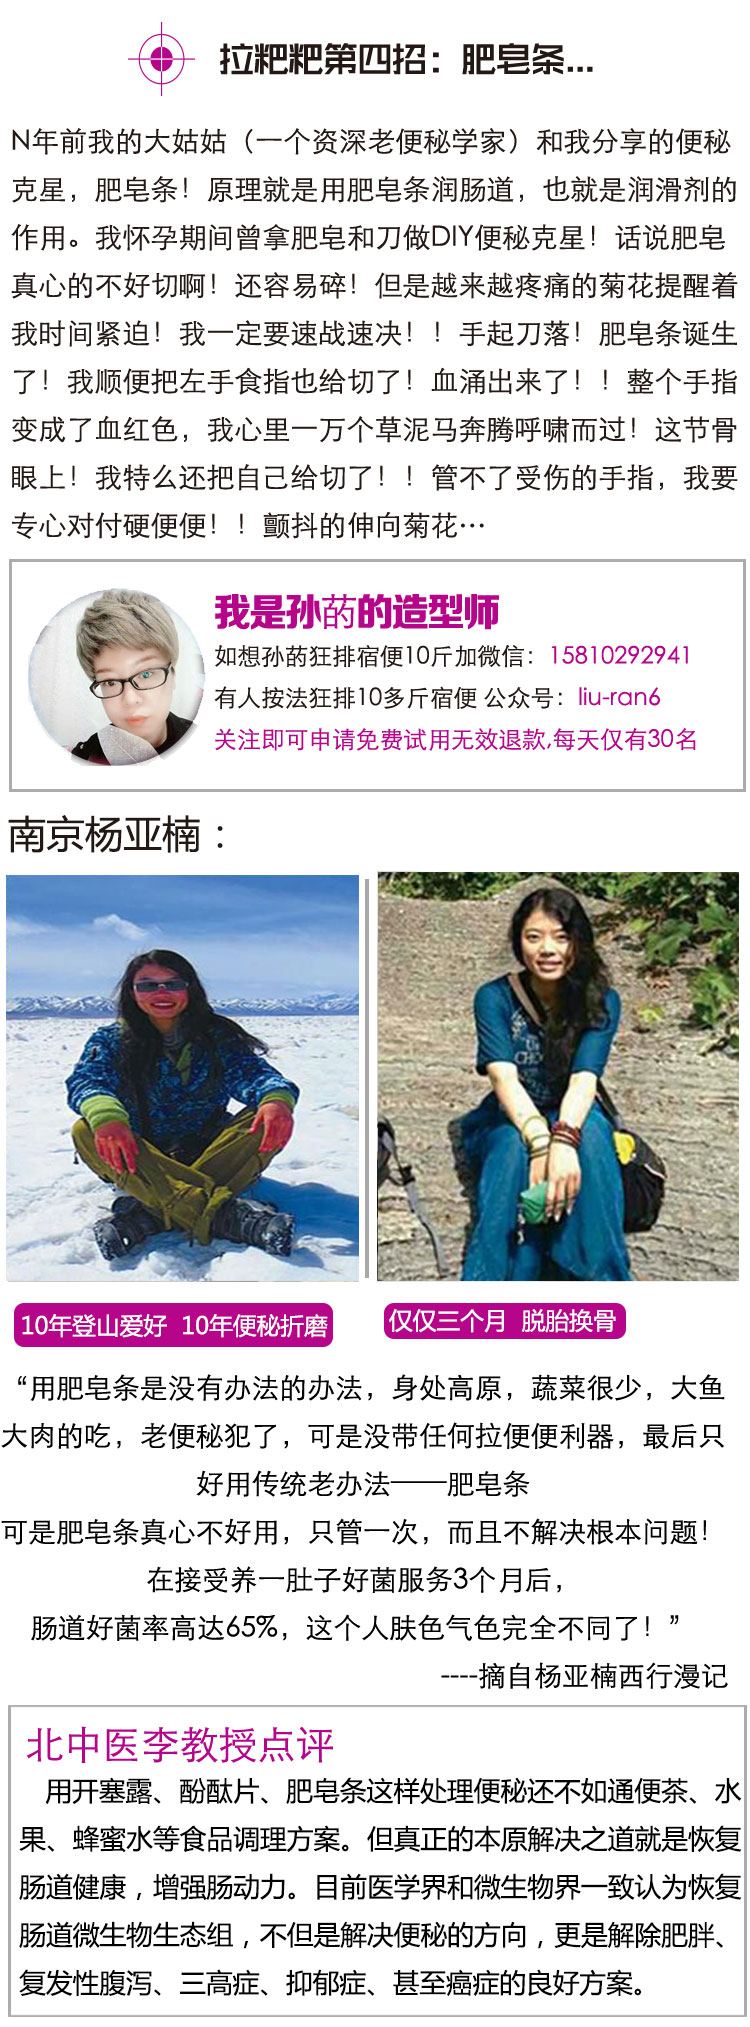 拉粑粑第四招：肥皂条...
N年前我的大姑姑（一个资深老便秘学家）和我分享的便秘
克星，肥皂条！原理就是用肥皂条润肠道，也就是润滑剂的
作用。我怀孕期间曾拿肥皂和刀做DIY便秘克星！话说肥皂
真心的不好切啊！还容易碎！但是越来越疼痛的菊花提醒着
我时间紧迫！我一定要速战速决！！手起刀落！肥皂条诞生
了！我顺便把左手食指也给切了！血涌出来了！！整个手指
变成了血红色，我心里一万个草泥马奔腾呼啸而过！这节骨
眼上！我特么还把自己给切了！！管不了受伤的手指，我要
专心对付硬便便！！颤抖的伸向菊花…
我是孙菂的造型师
如想孙菂狂排宿便10斤加微信：15810292941
有人按法狂排10多斤宿便 公众号：liu-ran6
关注即可申请免费试用无效退款,每天仅有30名
南京杨亚楠：
10年登山爱好 10年便秘折磨
仅仅三个月 脱胎换骨
“用肥皂条是没有办法的办法，身处高原，蔬菜很少，大鱼
大肉的吃，老便秘犯了，可是没带任何拉便便利器，最后只
好用传统老办法——肥皂条
可是肥皂条真心不好用，只管一次，而且不解决根本问题！
在接受养一肚子好菌服务3个月后，
肠道好菌率高达65%，这个人肤色气色完全不同了！”
----摘自杨亚楠西行漫记
北中医李教授点评
用开塞露、酚酞片、肥皂条这样处理便秘还不如通便茶、水
果、蜂蜜水等食品调理方案。但真正的本原解决之道就是恢复
肠道健康，增强肠动力。目前医学界和微生物界一致认为恢复
肠道微生物生态组，不但是解决便秘的方向，更是解除肥胖、
复发性腹泻、三高症、抑郁症、甚至癌症的良好方案。